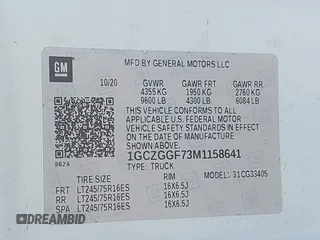 GM
MFD BY GENERAL MOTORS LLC
10/20 GVWR GAWR FRT GAWR RR
4355 KG 1950 KG 2760 KG
9600 LB 4300 LB 6084 LB
THIS VEHICLE CONFORMS TO ALL
APPLICABLE U.S. FEDERAL MOTOR
VEHICLE SAFETY STANDARDS IN
EFFECT ON THE DATE OF
MANUFACTURE SHOWN ABOVE.
1GCZGGF73M1158641
8624 TYPE: TRUCK MODEL: 31CG33405
TIRE SIZE RIM
FRT LT245/75R16ES 16X6.5J
RR LT245/75R16ES 16X6.5J
SPA LT245/75R16ES 16X6.5J
DREAMBID